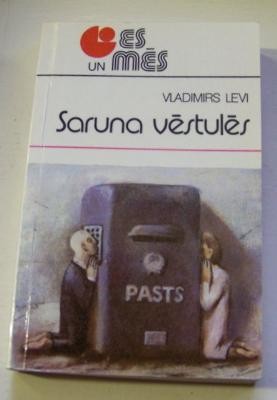 ES
UN MĒS
VLADIMIRS LEVI
Saruna vēstulēs
PASTS